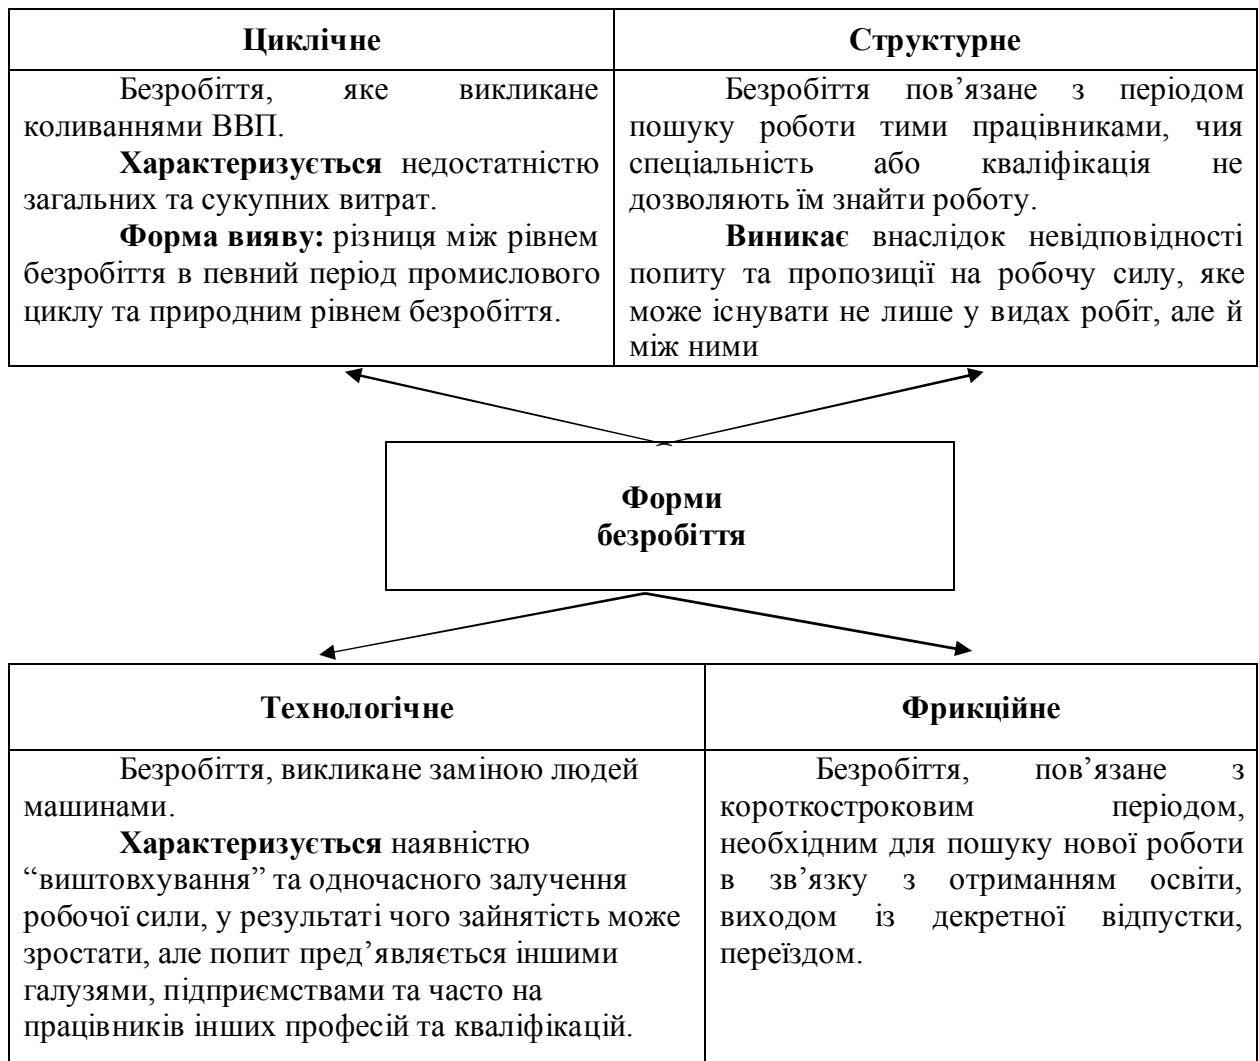 Циклічне
Безробіття, яке викликане
коливаннями ВВП.
Характеризується недостатністю
загальних та сукупних витрат.
Форма вияву: різниця між рівнем
безробіття в певний період промислового
циклу та природним рівнем безробіття.
Структурне
Безробіття пов’язане з періодом
пошуку роботи тими працівниками, чия
спеціальність або кваліфікація не
дозволяють їм знайти роботу.
Виникає внаслідок невідповідності
попиту та пропозиції на робочу силу, яке
може існувати не лише у видах робіт, але й
між ними
Форми
безробіття
Технологічне
Безробіття, викликане заміною людей
машинами.
Характеризується наявністю
“виштовхування” та одночасного залучення
робочої сили, у результаті чого зайнятість може
зростати, але попит пред’являється іншими
галузями, підприємствами та часто на
працівників інших професій та кваліфікацій.
Фрикційне
Безробіття, пов’язане з
короткостроковим періодом,
необхідним для пошуку нової роботи
в зв’язку з отриманням освіти,
виходом із декретної відпустки,
переїздом.